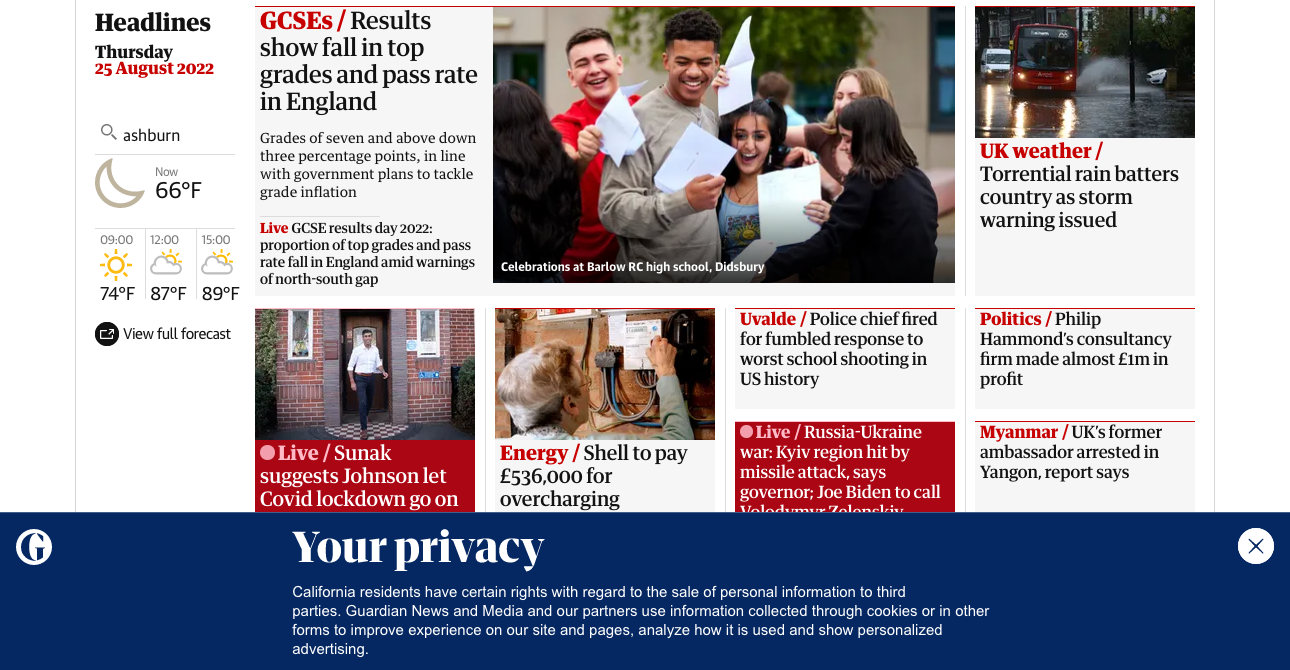 Headlines
Thursday
25 August 2022
ashburn
Now
66°F
09:00
74°F
12:00
87°F
15:00
89°F
View full forecast
GCSEs / Results
show fall in top
grades and pass rate
in England
Grades of seven and above down
three percentage points, in line
with government plans to tackle
grade inflation
Live GCSE results day 2022:
proportion of top grades and pass
rate fall in England amid warnings
of north-south gap
Celebrations at Barlow RC high school, Didsbury
UK weather /
Torrential rain batters
country as storm
warning issued
Live / Sunak
suggests Johnson let
Covid lockdown go on
Energy / Shell to pay
£536,000 for
overcharging
Uvalde / Police chief fired
for fumbled response to
worst school shooting in
US history
Live / Russia-Ukraine
war: Kyiv region hit by
missile attack, says
governor; Joe Biden to call
Volodymyr Zelenskiy
Politics / Philip
Hammond's consultancy
firm made almost £1m in
profit
Myanmar / UK's former
ambassador arrested in
Yangon, report says
G
Your privacy
California residents have certain rights with regard to the sale of personal information to third
parties. Guardian News and Media and our partners use information collected through cookies or in other
forms to improve experience on our site and pages, analyze how it is used and show personalized
advertising.